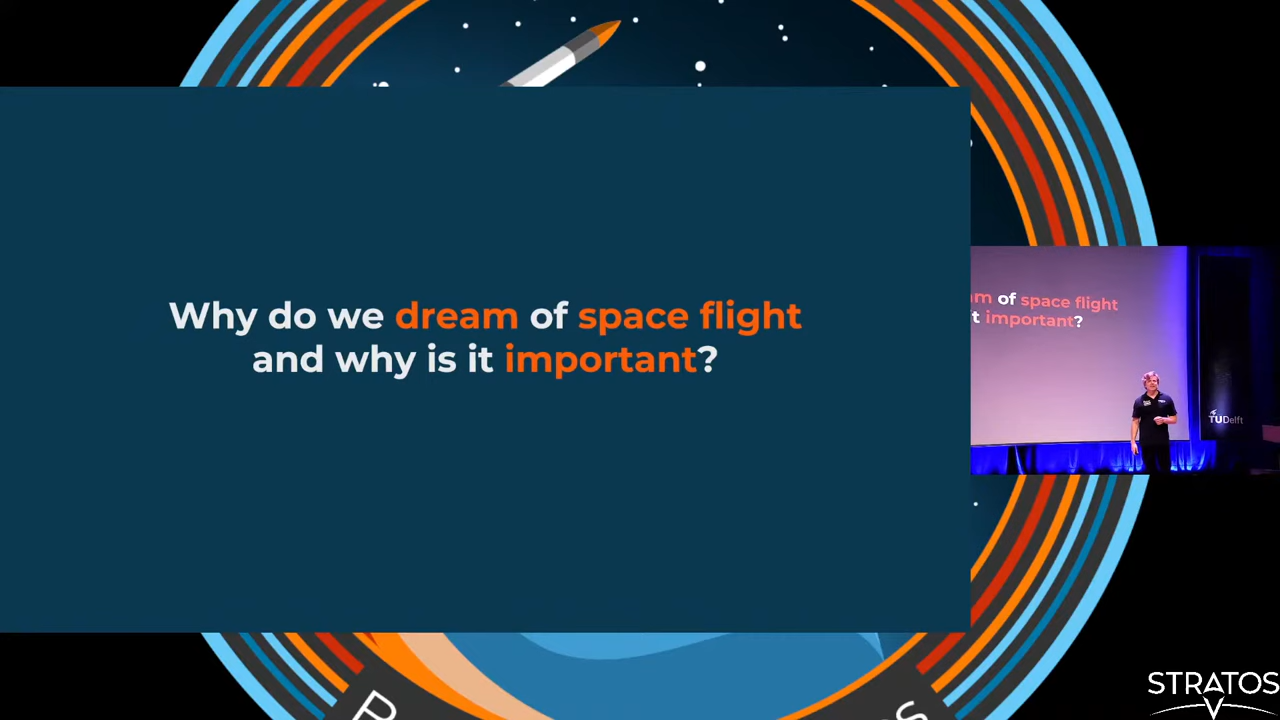 Why do we dream of space flight
and why is it important?
of space flight
t important?
TUDelft
STRATOS